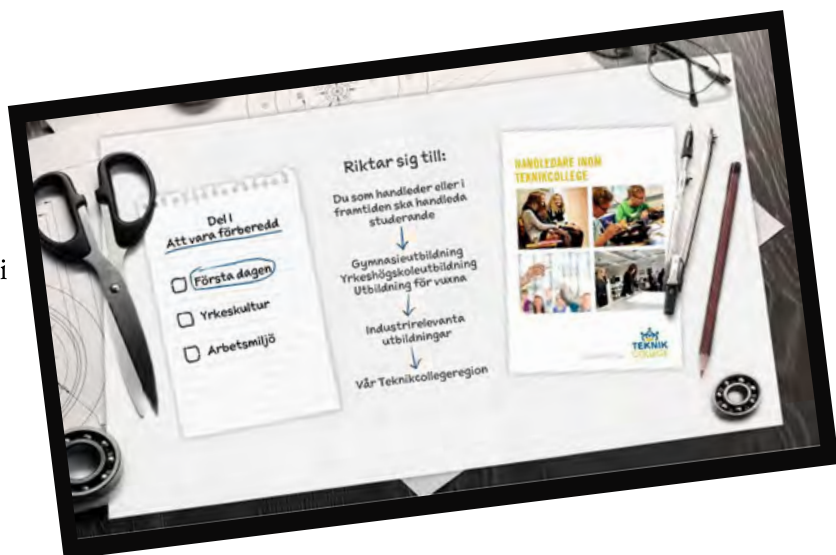 i
Del I
Att vara förberedd
Första dagen
Yrkeskultur
Arbetsmiljö
Riktar sig till:
Du som handleder eller i
framtiden ska handleda
studerande
Gymnasieutbildning
Yrkeshögskoleutbildning
Utbildning för vuxna
Industrirelevanta
utbildningar
Vår Teknikcollegeregion
HANDLEDARE INOM
TEKNIKCOLLEGE
TEKNIK
COLLEGE